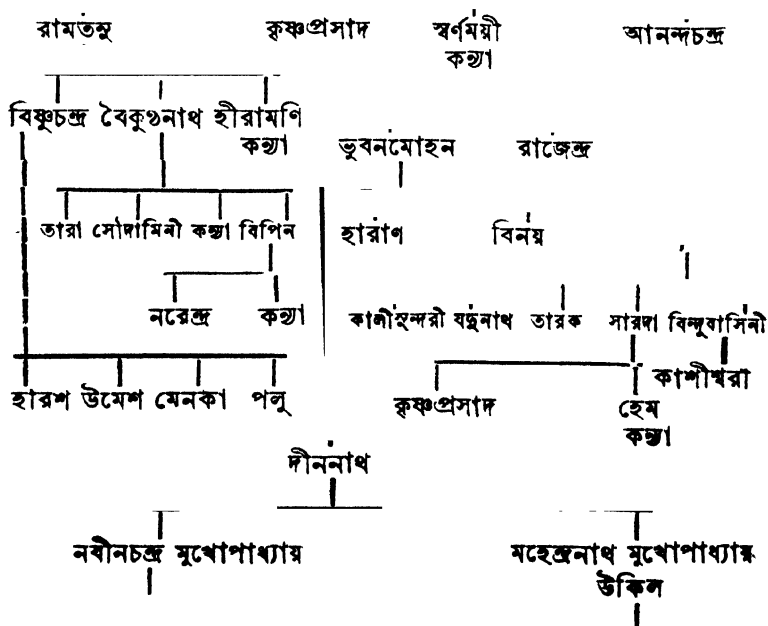 রামতনু কৃষ্ণপ্রসাদ স্বর্ণময়ী আনন্দচন্দ্র
কন্যা
বিষ্ণুচন্দ্র বৈকুণ্ঠনাথ হীরামণি
কন্যা
ভুবনমোহন রাজেন্দ্র
তারা সৌদামিনী কন্যা বিপিন হারাণ বিনয়
নরেন্দ্র কন্যা কালীসুন্দরী যদুনাথ তারক সারদা বিন্দুবাসিনী
হারশ উমেশ মেনকা পলু কৃষ্ণপ্রসাদ হেম কাশীশ্বরা
কন্যা
দীননাথ
নবীনচন্দ্র মুখোপাধ্যায় মহেন্দ্রনাথ মুখোপাধ্যায়
উকিল